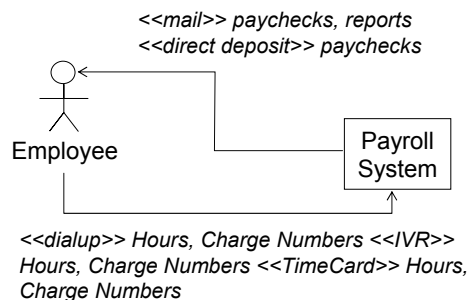 <<mail>> paychecks, reports
<<direct deposit>> paychecks
Employee
Payroll
System
<<dialup>> Hours, Charge Numbers <<IVR>>
Hours, Charge Numbers <<TimeCard>> Hours,
Charge Numbers